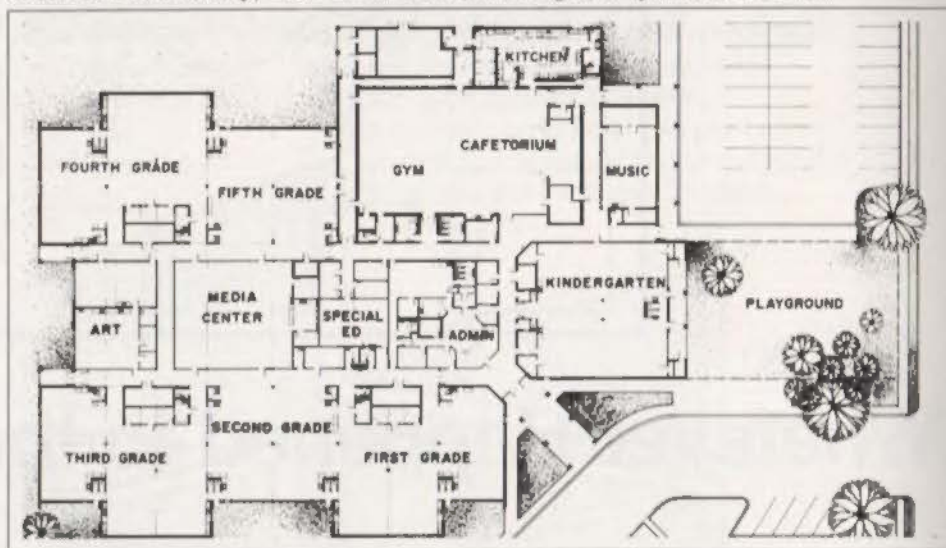 KITCHEN
CAFETORIUM
GYM
MUSIC
FOURTH GRADE
FIFTH GRADE
KINDERGARTEN
PLAYGROUND
MEDIA
CENTER
SPECIAL
ED
ADMIN
ART
SECOND GRADE
THIRD GRADE
FIRST GRADE